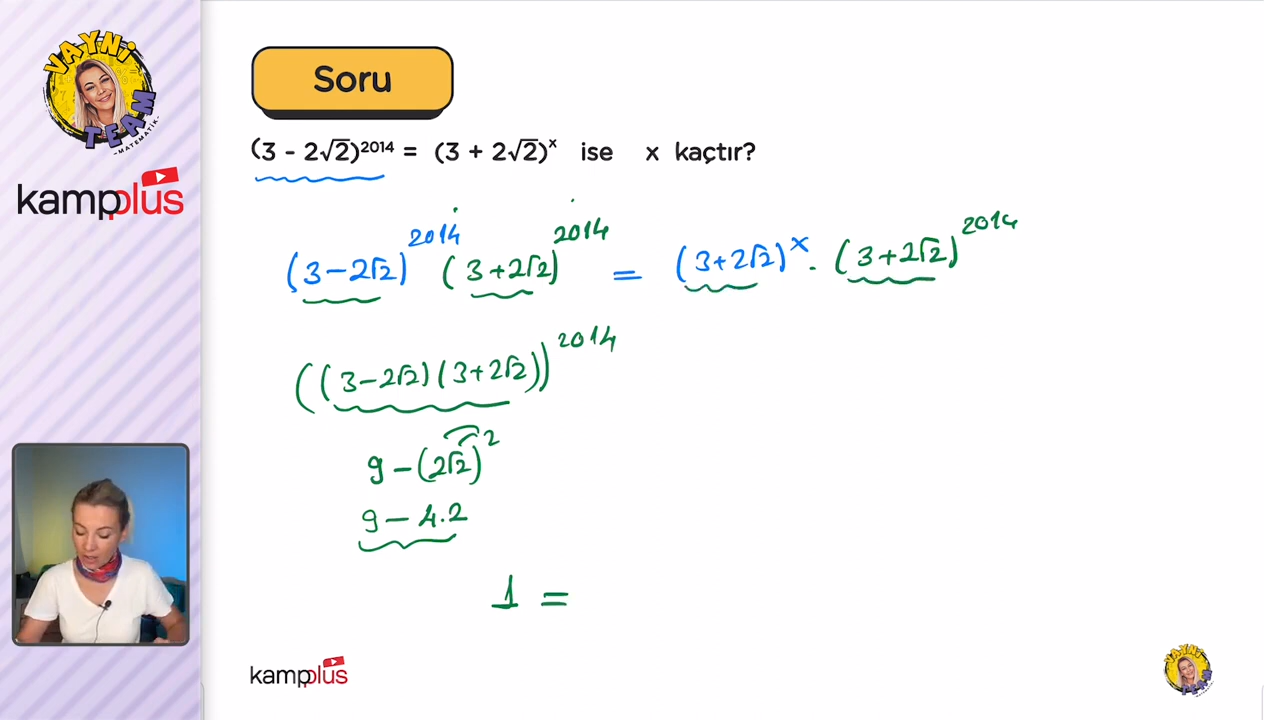 VAYNİ
TEAM
-MATEMATİK-
kampplus
Soru
(3 - 2√2)²⁰¹⁴ = (3 + 2√2)ˣ ise x kaçtır?
(3-2√2)²⁰¹⁴ (3+2√2)²⁰¹⁴ = (3+2√2)ˣ . (3+2√2)²⁰¹⁴
((3-2√2)(3+2√2))²⁰¹⁴
9-(2√2)²
9-4.2
1 =
kampplus
VAYNİ
TEAM